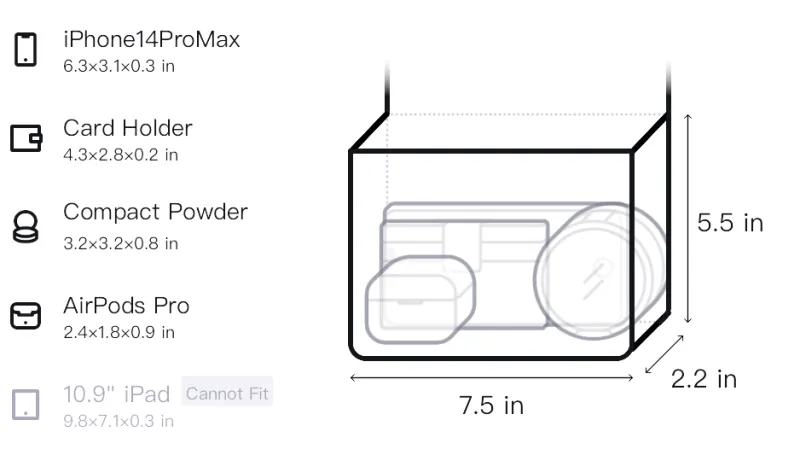 iPhone14ProMax
6.3×3.1×0.3 in
Card Holder
4.3×2.8×0.2 in
Compact Powder
3.2×3.2×0.8 in
AirPods Pro
2.4×1.8×0.9 in
10.9" iPad Cannot Fit
9.8×7.1×0.3 in
5.5 in
2.2 in
7.5 in